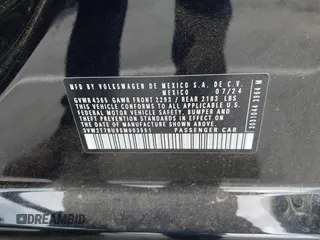 MFD BY VOLKSWAGEN DE MEXICO S.A. DE C.V.
MEXICO 07/24
GVWR 4365 GAWR FRONT 2293 / REAR 2183 LBS
THIS VEHICLE CONFORMS TO ALL APPLICABLE
FEDERAL MOTOR VEHICLE SAFETY, BUMPER, AND
THEFT PREVENTION STANDARDS IN EFFECT
ON THE DATE OF MANUFACTURE SHOWN ABOVE
PASSENGER CAR
DREAMBID